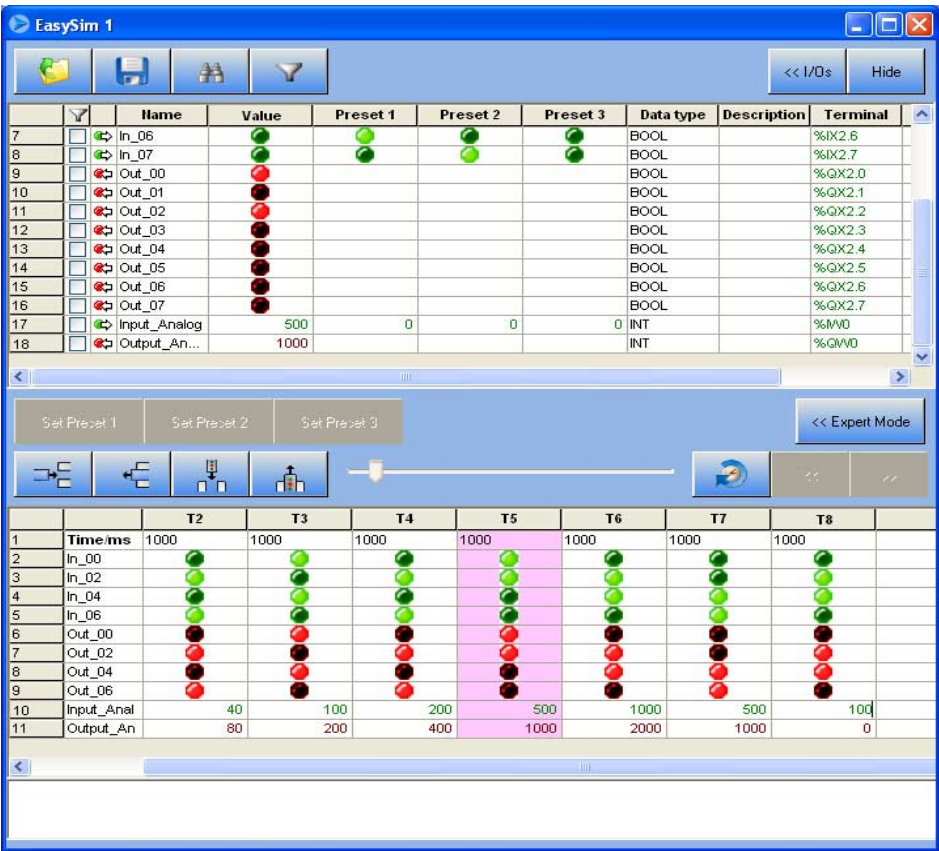 EasySim 1
<< I/Os Hide
Name Value Preset 1 Preset 2 Preset 3 Data type Description Terminal
7 In_06 BOOL %IX2.6
8 In_07 BOOL %IX2.7
9 Out_00 BOOL %QX2.0
10 Out_01 BOOL %QX2.1
11 Out_02 BOOL %QX2.2
12 Out_03 BOOL %QX2.3
13 Out_04 BOOL %QX2.4
14 Out_05 BOOL %QX2.5
15 Out_06 BOOL %QX2.6
16 Out_07 BOOL %QX2.7
17 Input_Analog 500 0 0 0 INT %IW0
18 Output_An... 1000 INT %QW0
Set Preset 1 Set Preset 2 Set Preset 3 << Expert Mode
<< >>
T2 T3 T4 T5 T6 T7 T8
1 Time/ms 1000 1000 1000 1000 1000 1000 1000
2 In_00
3 In_02
4 In_04
5 In_06
6 Out_00
7 Out_02
8 Out_04
9 Out_06
10 Input_Anal 40 100 200 500 1000 500 100
11 Output_An 80 200 400 1000 2000 1000 0